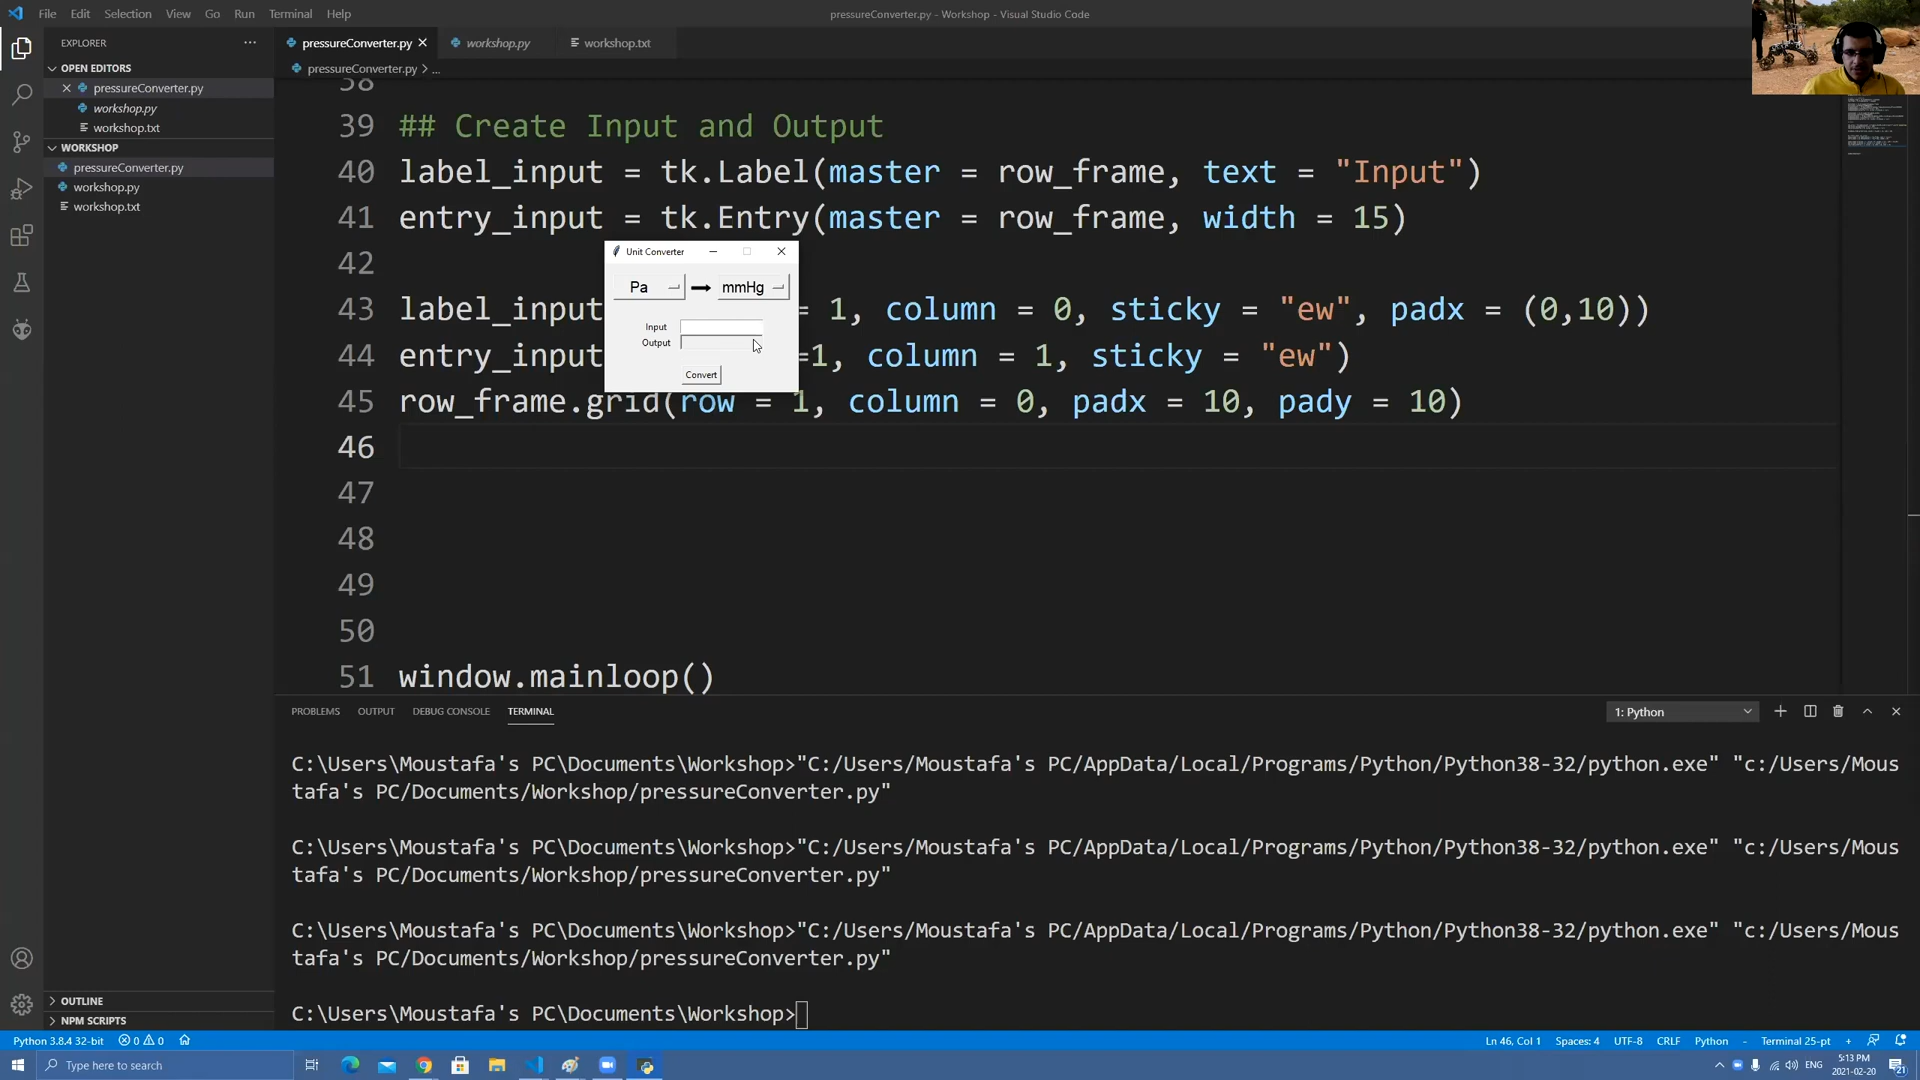 File Edit Selection View Go Run Terminal Help
pressureConverter.py - Workshop - Visual Studio Code
EXPLORER
OPEN EDITORS
pressureConverter.py
workshop.py
workshop.txt
WORKSHOP
pressureConverter.py
workshop.py
workshop.txt
OUTLINE
NPM SCRIPTS
pressureConverter.py workshop.py workshop.txt
pressureConverter.py > ...
38
39 ## Create Input and Output
40 label_input = tk.Label(master = row_frame, text = "Input")
41 entry_input = tk.Entry(master = row_frame, width = 15)
42
43 label_input = 1, column = 0, sticky = "ew", padx = (0,10))
44 entry_input =1, column = 1, sticky = "ew")
45 row_frame.grid(row = 1, column = 0, padx = 10, pady = 10)
46
47
48
49
50
51 window.mainloop()
Unit Converter
Pa mmHg
Input
Output
Convert
PROBLEMS OUTPUT DEBUG CONSOLE TERMINAL
1: Python
C:\Users\Moustafa's PC\Documents\Workshop>"C:/Users/Moustafa's PC/AppData/Local/Programs/Python/Python38-32/python.exe" "c:/Users/Mous
tafa's PC/Documents/Workshop/pressureConverter.py"
C:\Users\Moustafa's PC\Documents\Workshop>"C:/Users/Moustafa's PC/AppData/Local/Programs/Python/Python38-32/python.exe" "c:/Users/Mous
tafa's PC/Documents/Workshop/pressureConverter.py"
C:\Users\Moustafa's PC\Documents\Workshop>"C:/Users/Moustafa's PC/AppData/Local/Programs/Python/Python38-32/python.exe" "c:/Users/Mous
tafa's PC/Documents/Workshop/pressureConverter.py"
C:\Users\Moustafa's PC\Documents\Workshop>
Python 3.8.4 32-bit 0 0 Ln 46, Col 1 Spaces: 4 UTF-8 CRLF Python Terminal 25-pt
Type here to search
ENG
5:13 PM
2021-02-20
21